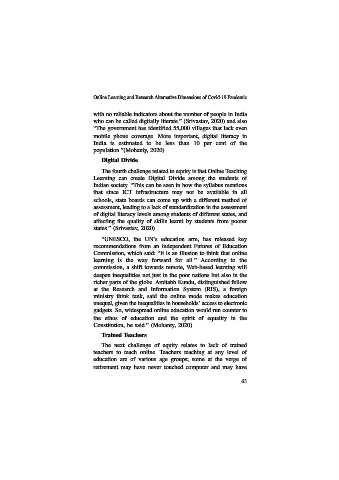 Online Learning and Research Alternative Dimensions of Covid-19 Pandemic
with no reliable indicators about the number of people in India
who can be called digitally literate." (Srivastav, 2020) and also
"The government has identified 55,000 villages that lack even
mobile phone coverage. More important, digital literacy in
India is estimated to be less than 10 per cent of the
population "(Mohanty, 2020)
Digital Divide
The fourth challenge related to equity is that Online Teaching
Learning can create Digital Divide among the students of
Indian society. "This can be seen in how the syllabus mentions
that since ICT infrastructure may not be available in all
schools, state boards can come up with a different method of
assessment, leading to a lack of standardization in the assessment
of digital literacy levels among students of different states, and
affecting the quality of skills learnt by students from poorer
states." (Srivastav, 2020)
"UNESCO, the UN's education arm, has released key
recommendations from an independent Futures of Education
Commission, which said: "It is an illusion to think that online
learning is the way forward for all." According to the
commission, a shift towards remote, Web-based learning will
deepen inequalities not just in the poor nations but also in the
richer parts of the globe. Amitabh Kundu, distinguished fellow
at the Research and Information System (RIS), a foreign
ministry think tank, said the online mode makes education
unequal, given the inequalities in households' access to electronic
gadgets. So, widespread online education would run counter to
the ethos of education and the spirit of equality in the
Constitution, he told." (Mohanty, 2020)
Trained Teachers
The next challenge of equity relates to lack of trained
teachers to teach online. Teachers teaching at any level of
education are of various age groups; some at the verge of
retirement may have never touched computer and may have
43